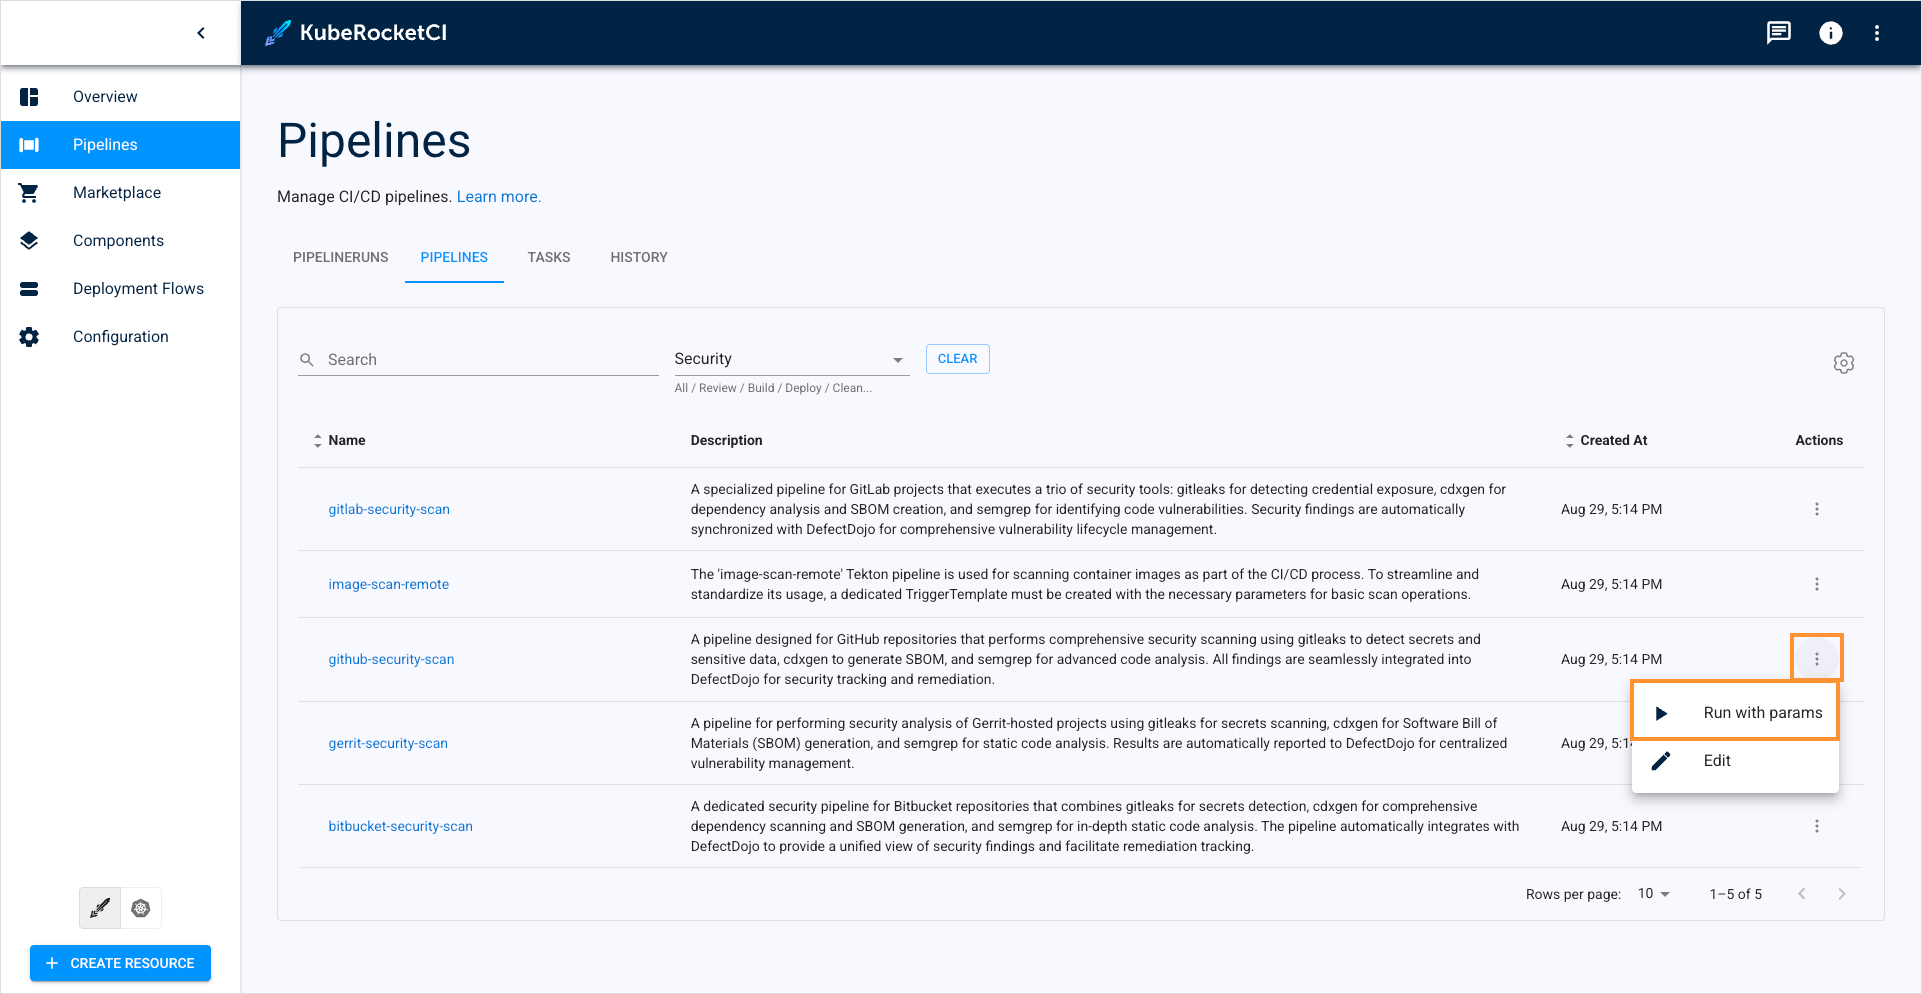 KubeRocketCI
Overview
Pipelines
Marketplace
Components
Deployment Flows
Configuration
CREATE RESOURCE
Pipelines
Manage CI/CD pipelines. Learn more.
PIPELINERUNS PIPELINES TASKS HISTORY
Search Security CLEAR
All / Review / Build / Deploy / Clean...
Name Description Created At Actions
gitlab-security-scan
A specialized pipeline for GitLab projects that executes a trio of security tools: gitleaks for detecting credential exposure, cdxgen for
dependency analysis and SBOM creation, and semgrep for identifying code vulnerabilities. Security findings are automatically
synchronized with DefectDojo for comprehensive vulnerability lifecycle management.
Aug 29, 5:14 PM
image-scan-remote
The 'image-scan-remote' Tekton pipeline is used for scanning container images as part of the CI/CD process. To streamline and
standardize its usage, a dedicated TriggerTemplate must be created with the necessary parameters for basic scan operations.
Aug 29, 5:14 PM
github-security-scan
A pipeline designed for GitHub repositories that performs comprehensive security scanning using gitleaks to detect secrets and
sensitive data, cdxgen to generate SBOM, and semgrep for advanced code analysis. All findings are seamlessly integrated into
DefectDojo for security tracking and remediation.
Aug 29, 5:14 PM
Run with params
Edit
gerrit-security-scan
A pipeline for performing security analysis of Gerrit-hosted projects using gitleaks for secrets scanning, cdxgen for Software Bill of
Materials (SBOM) generation, and semgrep for static code analysis. Results are automatically reported to DefectDojo for centralized
vulnerability management.
Aug 29, 5:14
bitbucket-security-scan
A dedicated security pipeline for Bitbucket repositories that combines gitleaks for secrets detection, cdxgen for comprehensive
dependency scanning and SBOM generation, and semgrep for in-depth static code analysis. The pipeline automatically integrates with
DefectDojo to provide a unified view of security findings and facilitate remediation tracking.
Aug 29, 5:14 PM
Rows per page: 10 1–5 of 5